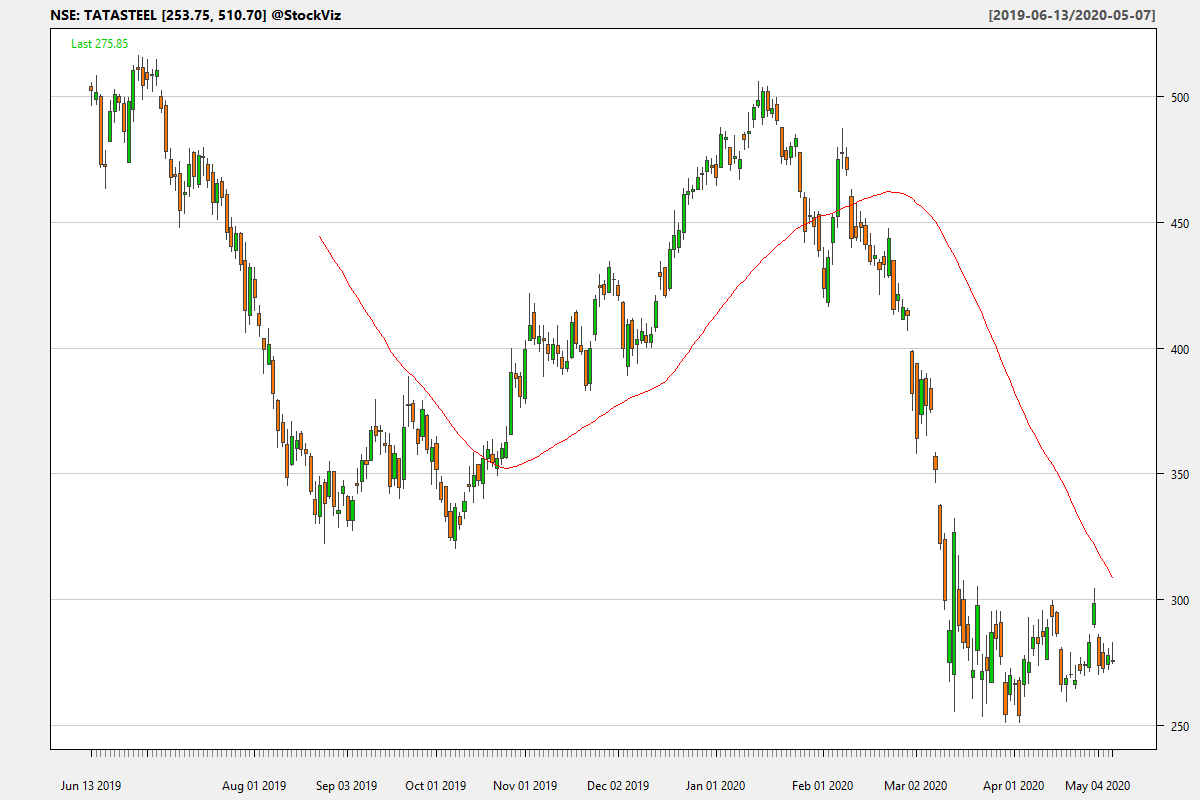 NSE: TATASTEEL [253.75, 510.70] @StockViz
[2019-06-13/2020-05-07]
Last 275.85
500
450
400
350
300
250
Jun 13 2019 Aug 01 2019 Sep 03 2019 Oct 01 2019 Nov 01 2019 Dec 02 2019 Jan 01 2020 Feb 01 2020 Mar 02 2020 Apr 01 2020 May 04 2020